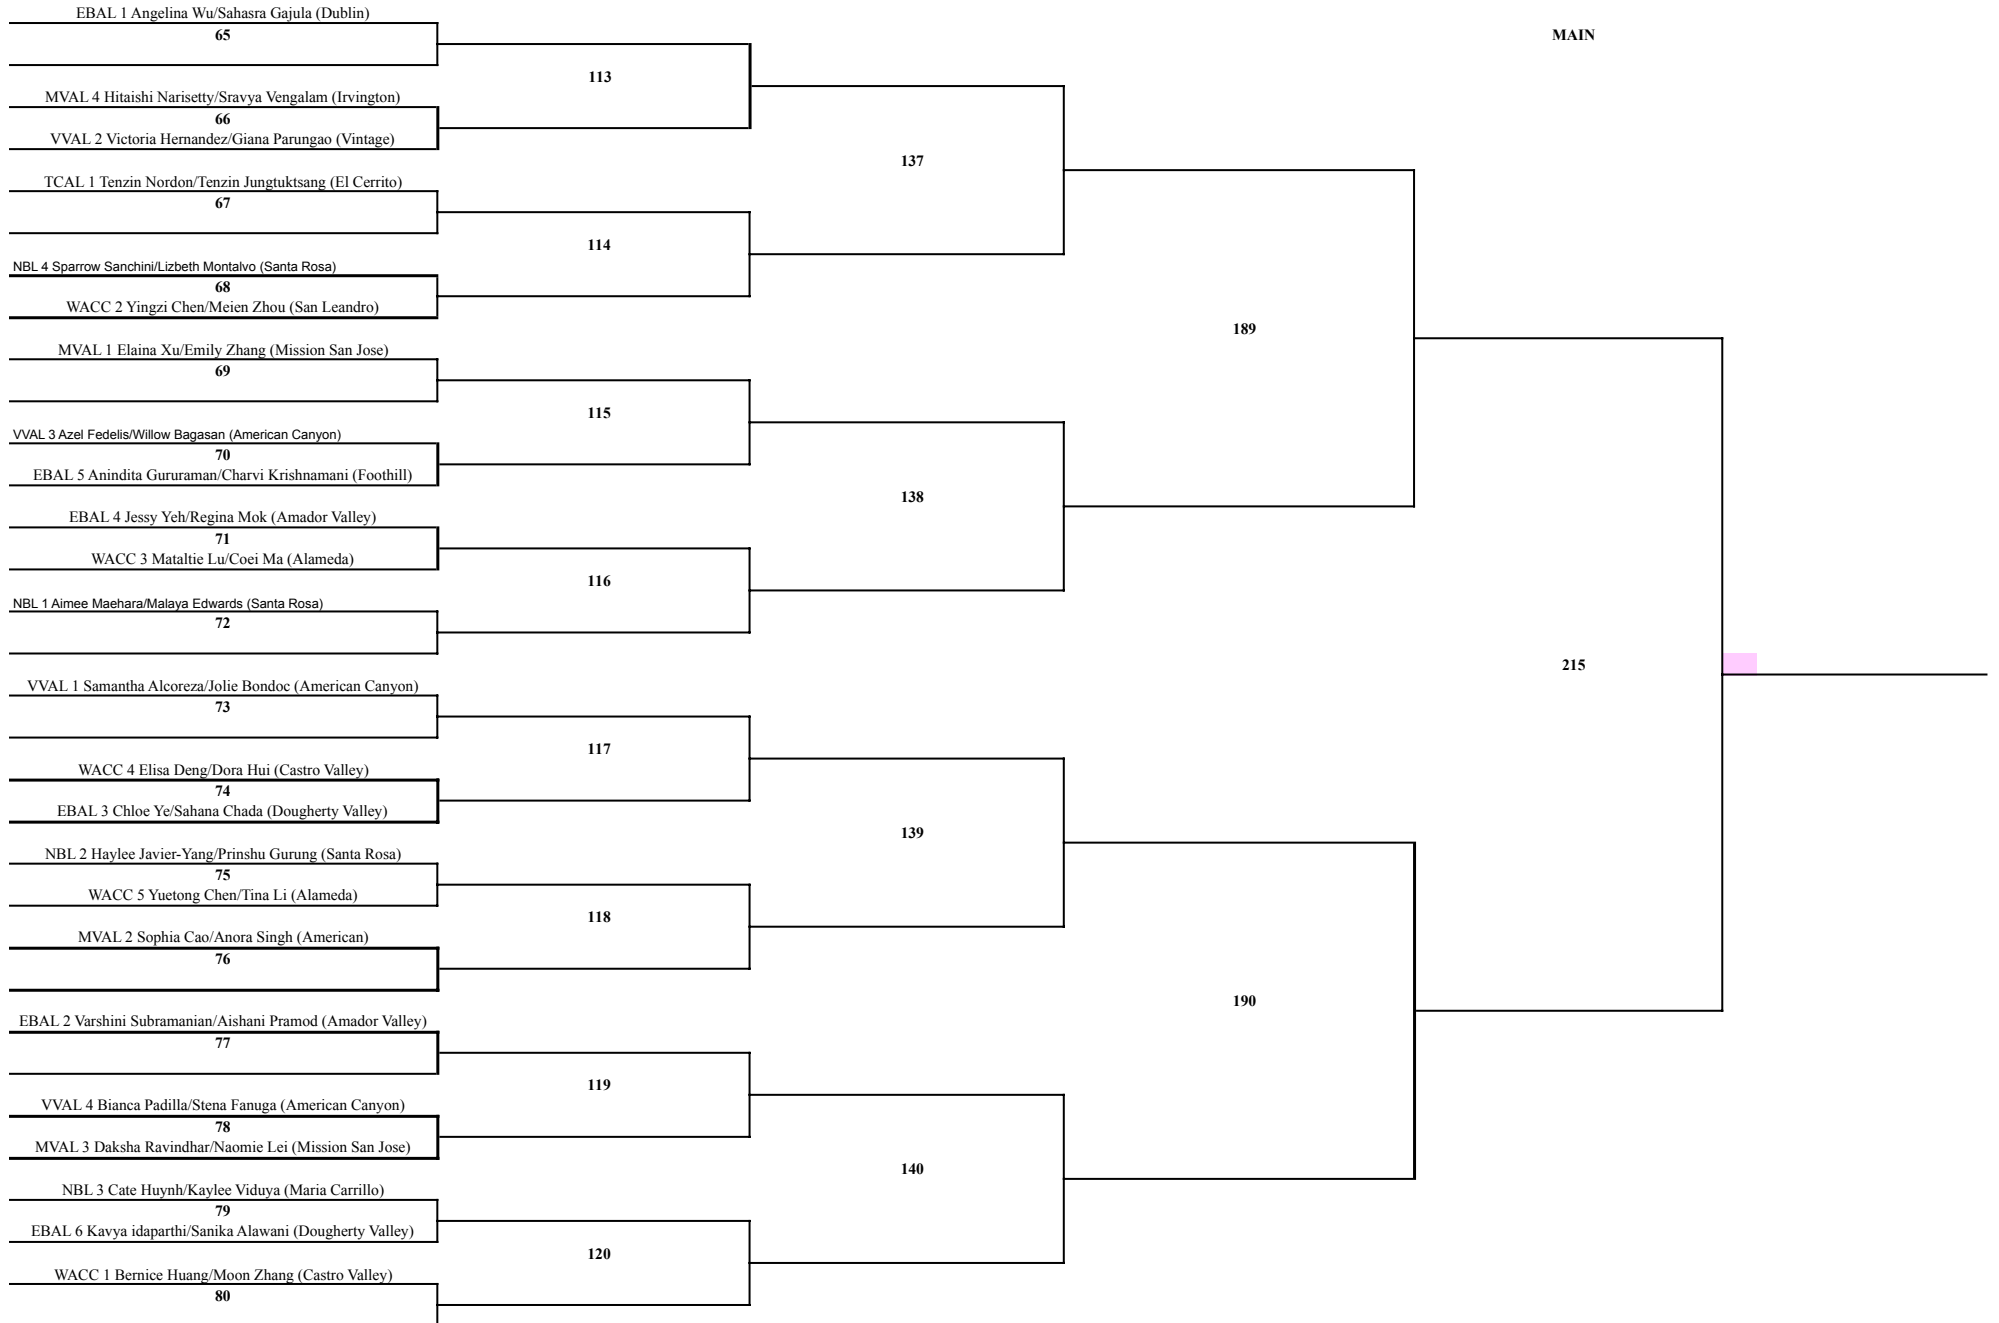 EBAL 1 Angelina Wu/Sahasra Gajula (Dublin)
65
MAIN
113
MVAL 4 Hitaishi Narisetty/Sravya Vengalam (Irvington)
66
VVAL 2 Victoria Hernandez/Giana Parungao (Vintage)
137
TCAL 1 Tenzin Nordon/Tenzin Jungtuktsang (El Cerrito)
67
114
NBL 4 Sparrow Sanchini/Lizbeth Montalvo (Santa Rosa)
68
WACC 2 Yingzi Chen/Meien Zhou (San Leandro)
189
MVAL 1 Elaina Xu/Emily Zhang (Mission San Jose)
69
115
VVAL 3 Azel Fedelis/Willow Bagasan (American Canyon)
70
EBAL 5 Anindita Gururaman/Charvi Krishnamani (Foothill)
138
EBAL 4 Jessy Yeh/Regina Mok (Amador Valley)
71
WACC 3 Mataltie Lu/Coei Ma (Alameda)
116
NBL 1 Aimee Maehara/Malaya Edwards (Santa Rosa)
72
215
VVAL 1 Samantha Alcoreza/Jolie Bondoc (American Canyon)
73
117
WACC 4 Elisa Deng/Dora Hui (Castro Valley)
74
EBAL 3 Chloe Ye/Sahana Chada (Dougherty Valley)
139
NBL 2 Haylee Javier-Yang/Prinshu Gurung (Santa Rosa)
75
WACC 5 Yuetong Chen/Tina Li (Alameda)
118
MVAL 2 Sophia Cao/Anora Singh (American)
76
190
EBAL 2 Varshini Subramanian/Aishani Pramod (Amador Valley)
77
119
VVAL 4 Bianca Padilla/Stena Fanuga (American Canyon)
78
MVAL 3 Daksha Ravindhar/Naomie Lei (Mission San Jose)
140
NBL 3 Cate Huynh/Kaylee Viduya (Maria Carrillo)
79
EBAL 6 Kavya idaparthi/Sanika Alawani (Dougherty Valley)
120
WACC 1 Bernice Huang/Moon Zhang (Castro Valley)
80